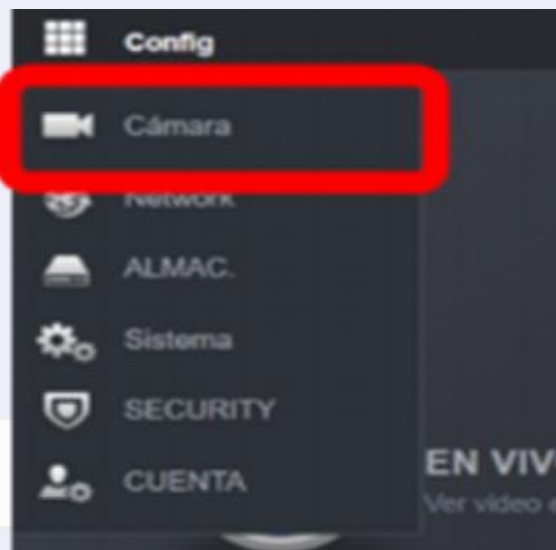 Config
Cámara
Network
ALMAC.
Sistema
SECURITY
CUENTA
EN VIV
Ver video